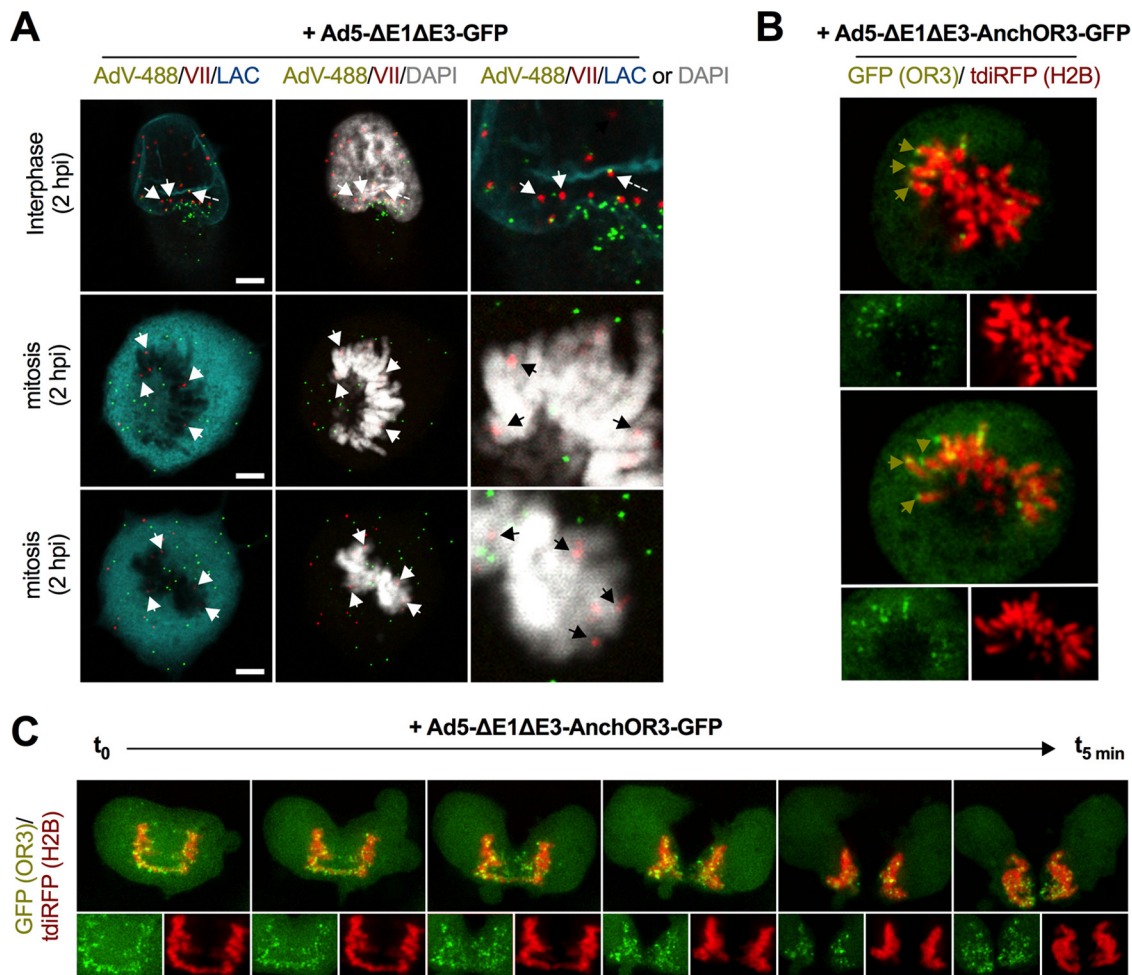 A
+ Ad5-ΔE1ΔE3-GFP
AdV-488/VII/LAC
AdV-488/VII/DAPI
AdV-488/VII/LAC or DAPI
Interphase
(2 hpi)
mitosis
(2 hpi)
mitosis
(2 hpi)
B
+ Ad5-ΔE1ΔE3-AnchOR3-GFP
GFP (OR3)/ tdiRFP (H2B)
C
+ Ad5-ΔE1ΔE3-AnchOR3-GFP
t0
t5 min
GFP (OR3)/
tdiRFP (H2B)